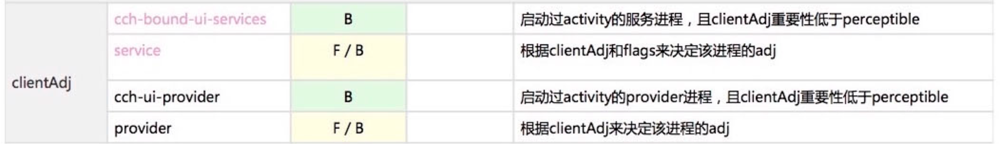 cch-bound-ui-services B 启动过activity的服务进程，且clientAdj重要性低于perceptible
service F / B 根据clientAdj和flags来决定该进程的adj
clientAdj
cch-ui-provider B 启动过activity的provider进程，且clientAdj重要性低于perceptible
provider F / B 根据clientAdj来决定该进程的adj